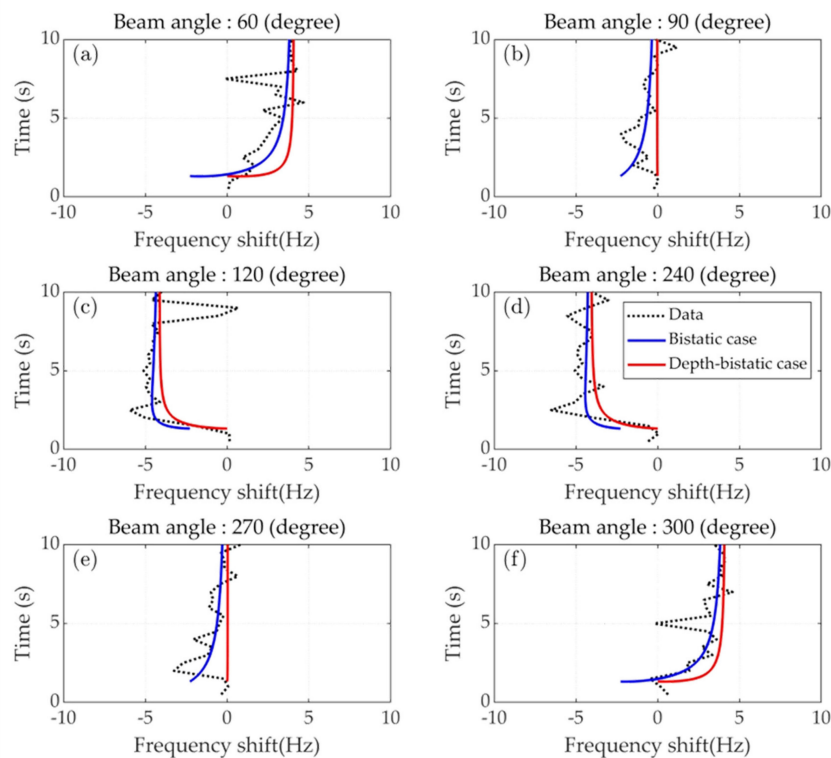 Beam angle : 60 (degree)
(a)
10
5
0
Time (s)
-10 -5 0 5 10
Frequency shift(Hz)
Beam angle : 90 (degree)
(b)
10
5
0
Time (s)
-10 -5 0 5 10
Frequency shift(Hz)
Beam angle : 120 (degree)
(c)
10
5
0
Time (s)
-10 -5 0 5 10
Frequency shift(Hz)
Beam angle : 240 (degree)
(d)
10
5
0
Time (s)
Data
Bistatic case
Depth-bistatic case
-10 -5 0 5 10
Frequency shift(Hz)
Beam angle : 270 (degree)
(e)
10
5
0
Time (s)
-10 -5 0 5 10
Frequency shift(Hz)
Beam angle : 300 (degree)
(f)
10
5
0
Time (s)
-10 -5 0 5 10
Frequency shift(Hz)